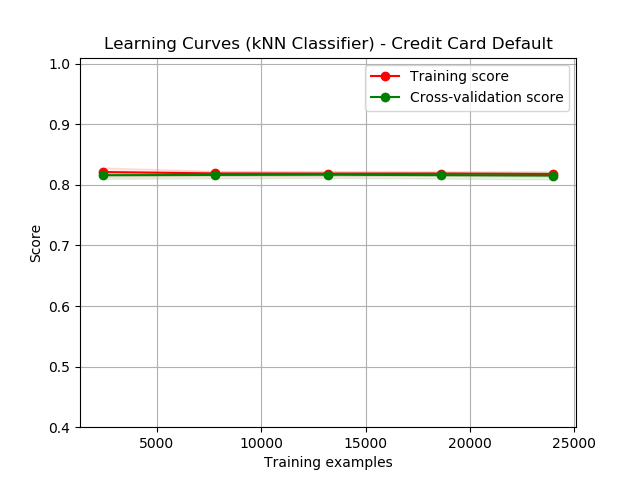 Learning Curves (kNN Classifier) - Credit Card Default
Training score
Cross-validation score
1.0
0.9
0.8
0.7
0.6
0.5
0.4
Score
5000 10000 15000 20000 25000
Training examples